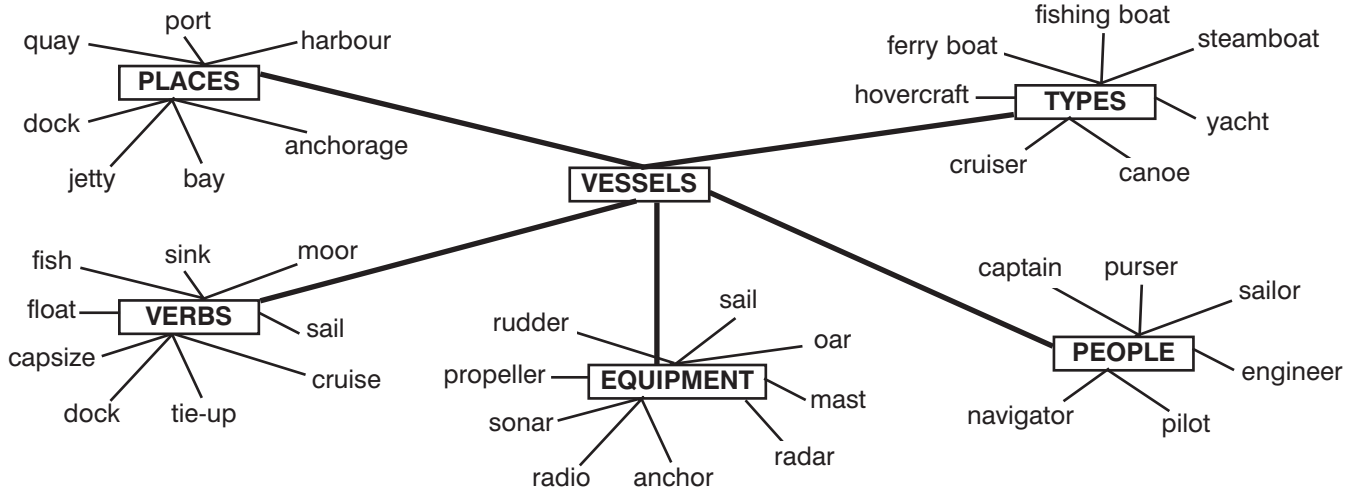 port
quay
harbour
PLACES
dock
anchorage
jetty
bay
fishing boat
ferry boat
steamboat
hovercraft
TYPES
yacht
cruiser
canoe
VESSELS
fish
sink
moor
float
VERBS
sail
capsize
cruise
dock
tie-up
rudder
sail
oar
propeller
EQUIPMENT
mast
sonar
radar
radio
anchor
captain
purser
sailor
PEOPLE
engineer
navigator
pilot